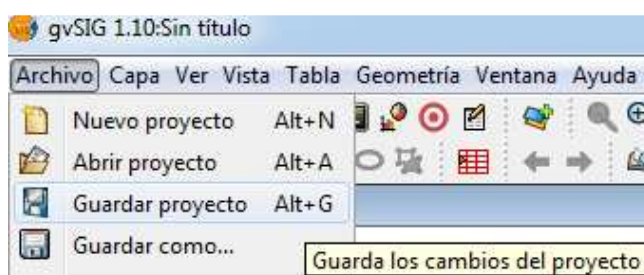 gvSIG 1.10:Sin título
Archivo Capa Ver Vista Tabla Geometría Ventana Ayuda
Nuevo proyecto Alt+N
Abrir proyecto Alt+A
Guardar proyecto Alt+G
Guardar como...
Guarda los cambios del proyecto